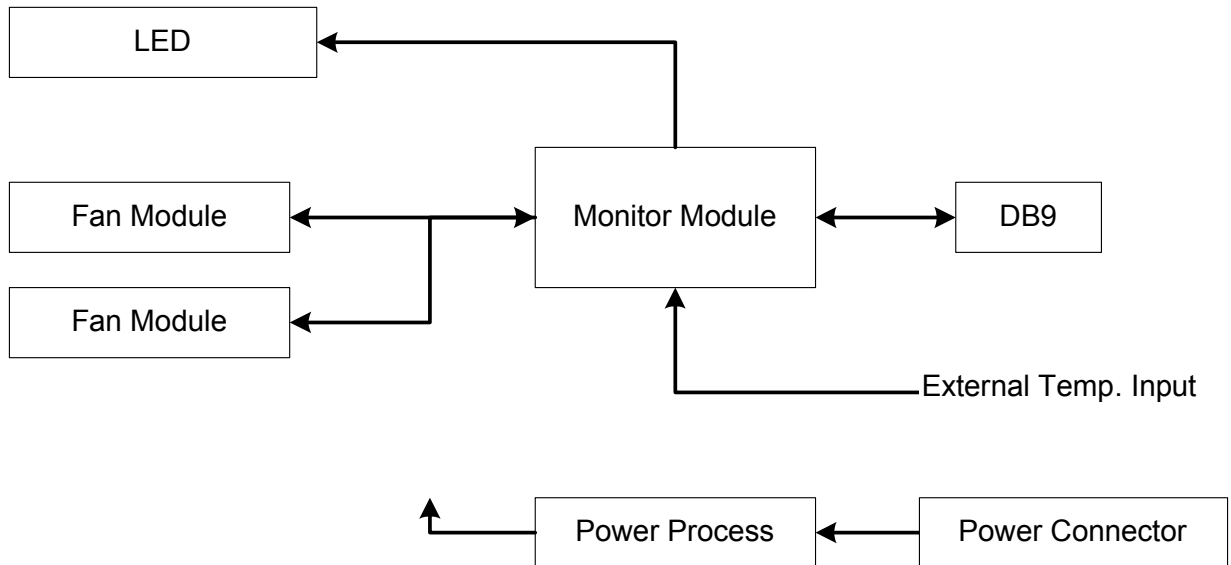 LED
Fan Module
Monitor Module
DB9
Fan Module
External Temp. Input
Power Process
Power Connector